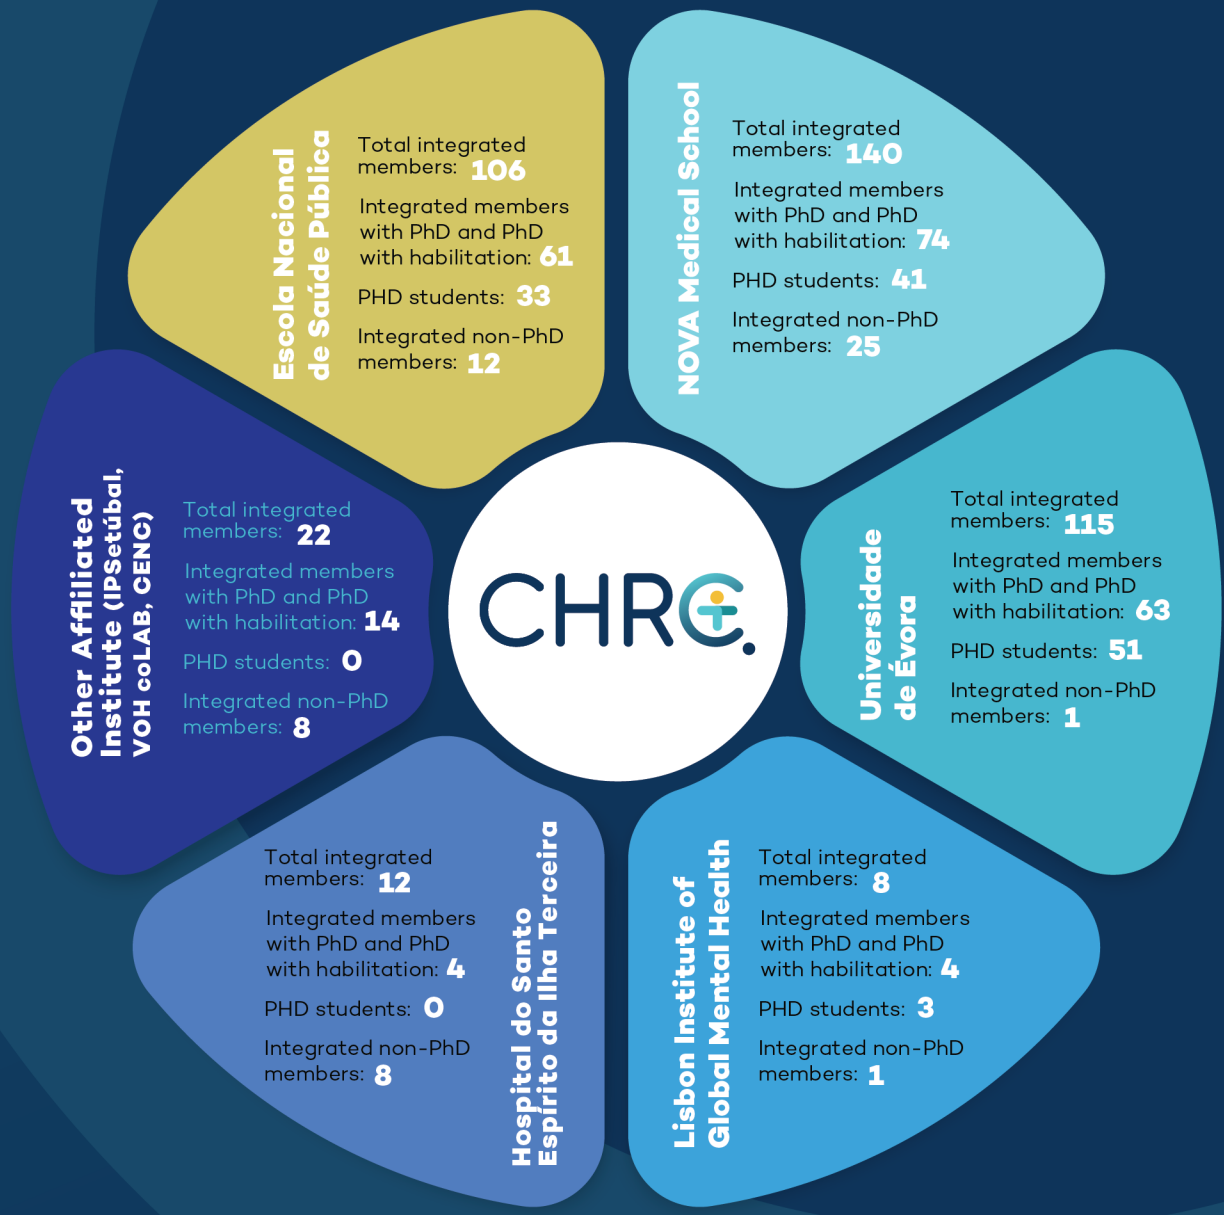 Escola Nacional
de Saúde Pública
Total integrated
members: 106
Integrated members
with PhD and PhD
with habilitation: 61
PHD students: 33
Integrated non-PhD
members: 12
NOVA Medical School
Total integrated
members: 140
Integrated members
with PhD and PhD
with habilitation: 74
PHD students: 41
Integrated non-PhD
members: 25
Other Affiliated
Institute (IPSetúbal,
VOH coLAB, CENC)
Total integrated
members: 22
Integrated members
with PhD and PhD
with habilitation: 14
PHD students: 0
Integrated non-PhD
members: 8
CHRC
Universidade
de Évora
Total integrated
members: 115
Integrated members
with PhD and PhD
with habilitation: 63
PHD students: 51
Integrated non-PhD
members: 1
Total integrated
members: 12
Integrated members
with PhD and PhD
with habilitation: 4
PHD students: 0
Integrated non-PhD
members: 8
Hospital do Santo
Espírito da Ilha Terceira
Lisbon Institute of
Global Mental Health
Total integrated
members: 8
Integrated members
with PhD and PhD
with habilitation: 4
PHD students: 3
Integrated non-PhD
members: 1